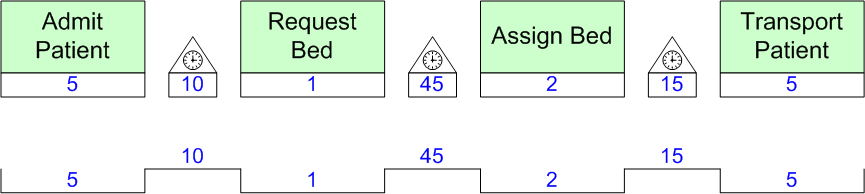 Admit
Patient
Request
Bed
Assign Bed
Transport
Patient
5
10
1
45
2
15
5
10
45
15
5
1
2
5